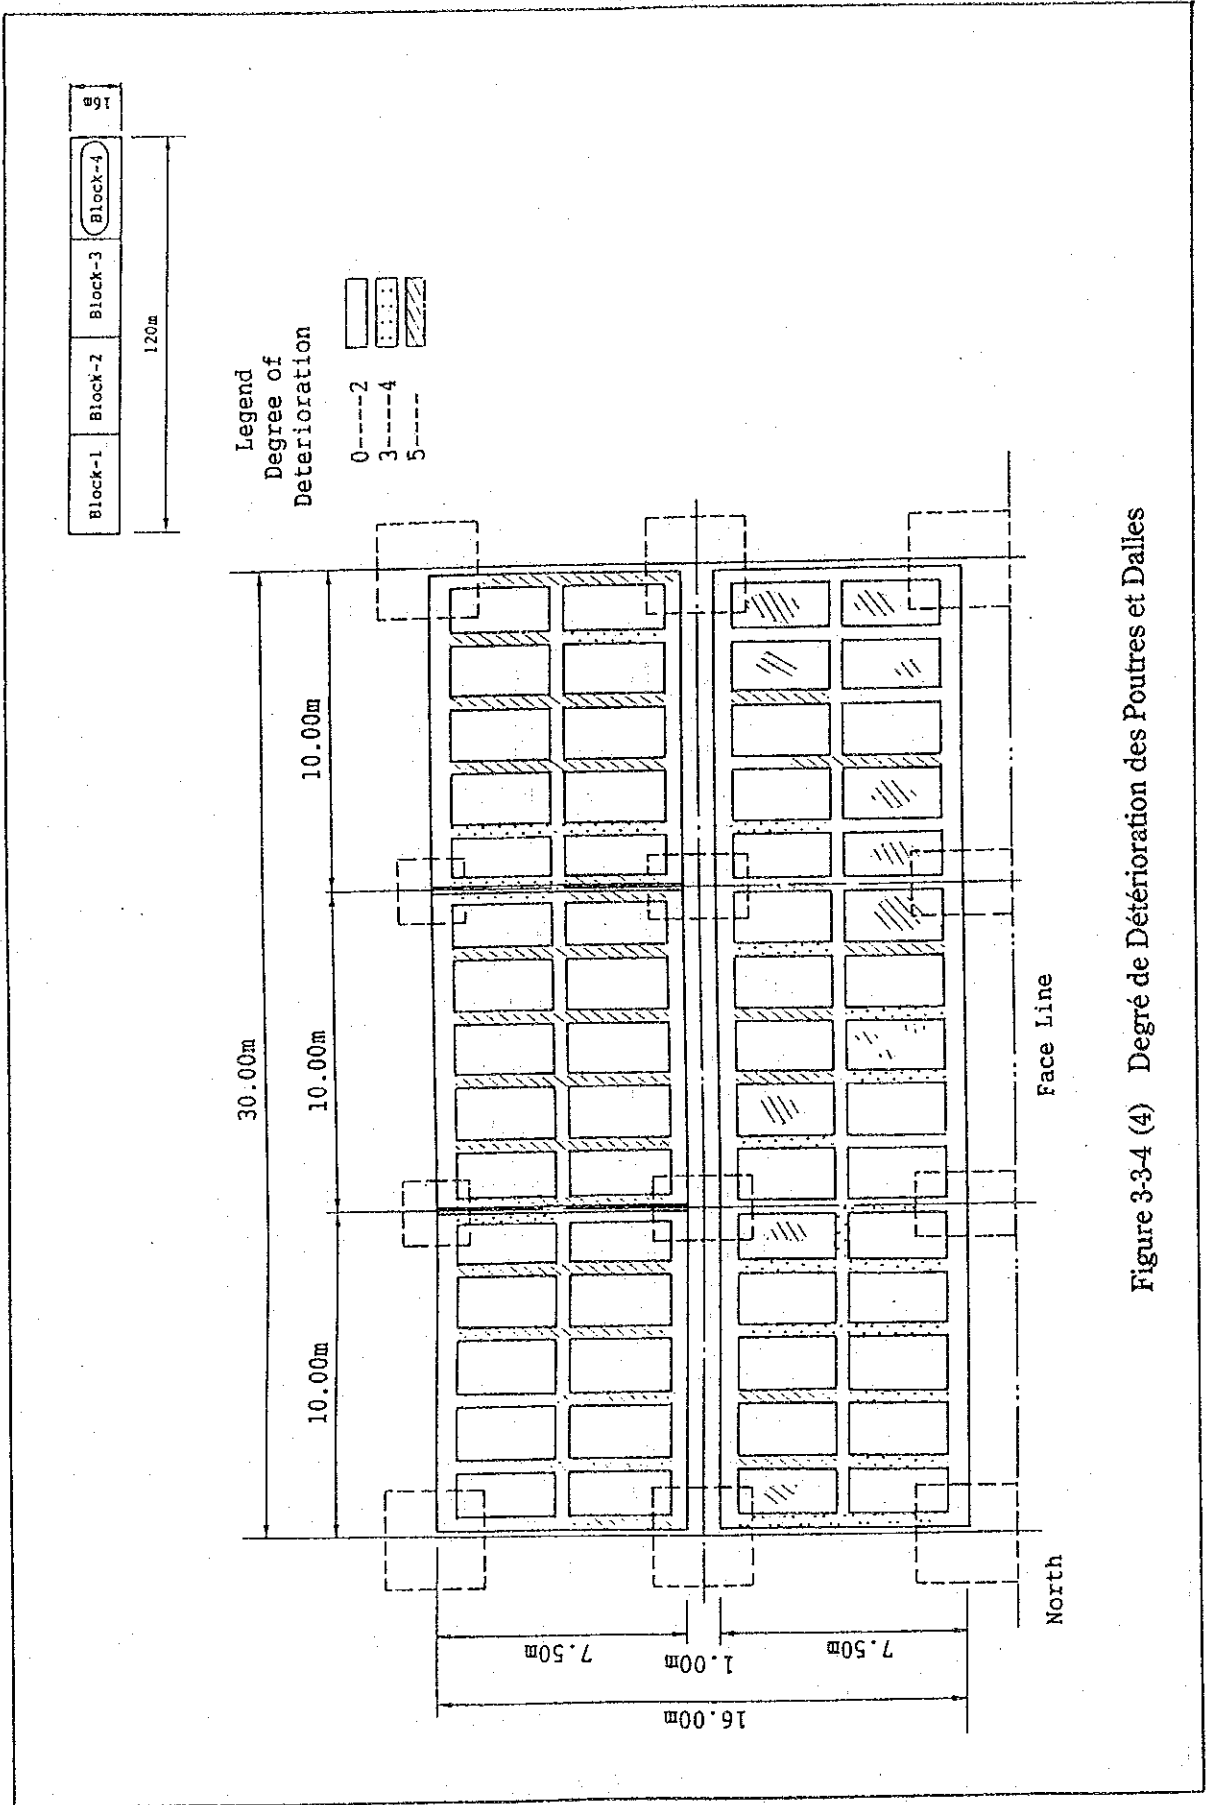 Block-1
Block-2
Block-3
Block-4
16m
120m
Legend
Degree of
Deterioration
0-----2
3-----4
5-----
30.00m
10.00m
10.00m
10.00m
7.50m
1.00m
7.50m
16.00m
North
Face Line
Figure 3-3-4 (4) Degré de Détérioration des Poutres et Dalles